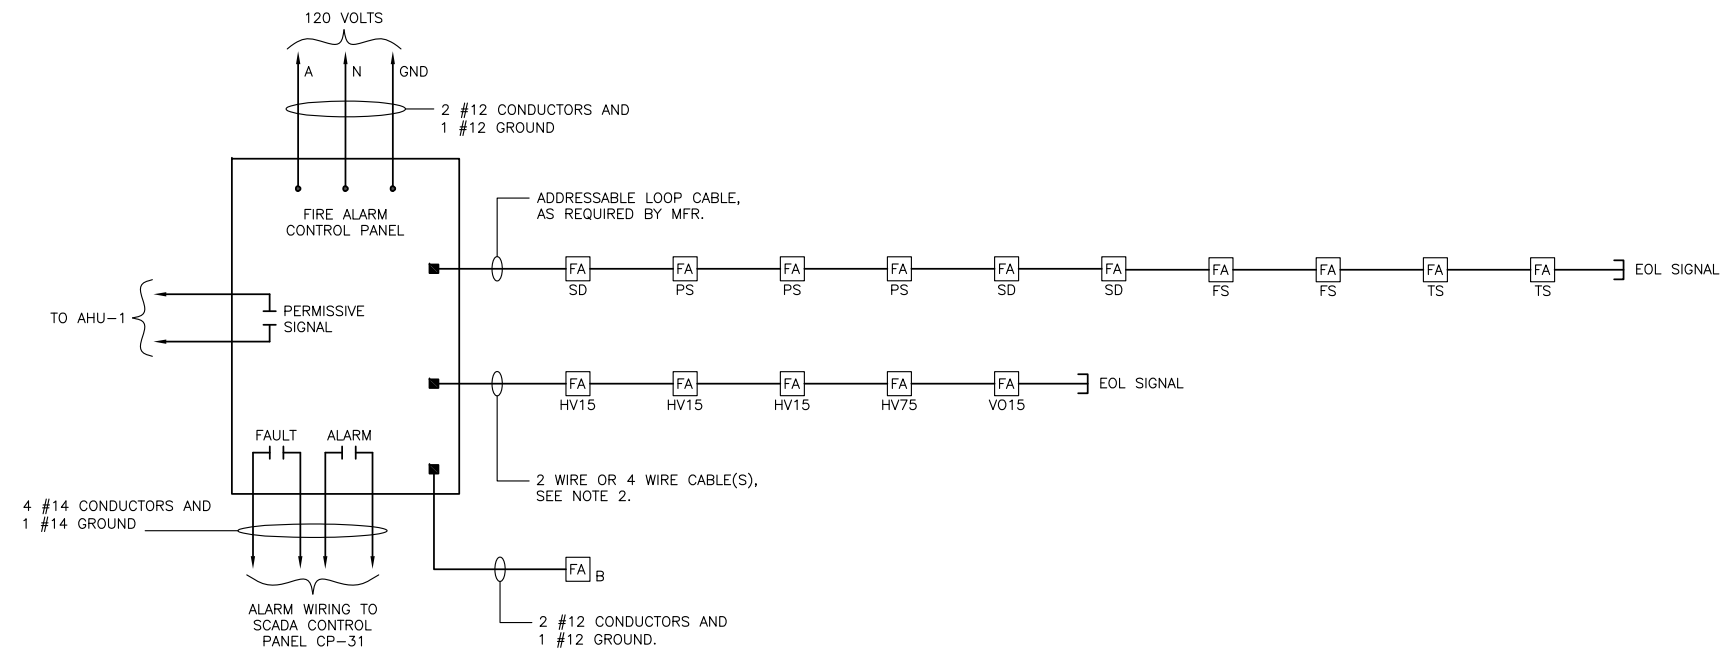 120 VOLTS
A
N
GND
2 #12 CONDUCTORS AND
1 #12 GROUND
FIRE ALARM
CONTROL PANEL
ADDRESSABLE LOOP CABLE,
AS REQUIRED BY MFR.
FA FA FA FA FA FA FA FA FA FA
SD PS PS PS SD SD FS FS TS TS
EOL SIGNAL
TO AHU-1
PERMISSIVE
SIGNAL
FA FA FA FA FA
HV15 HV15 HV15 HV75 VO15
EOL SIGNAL
FAULT
ALARM
2 WIRE OR 4 WIRE CABLE(S),
SEE NOTE 2.
4 #14 CONDUCTORS AND
1 #14 GROUND
FA
B
ALARM WIRING TO
SCADA CONTROL
PANEL CP-31
2 #12 CONDUCTORS AND
1 #12 GROUND.